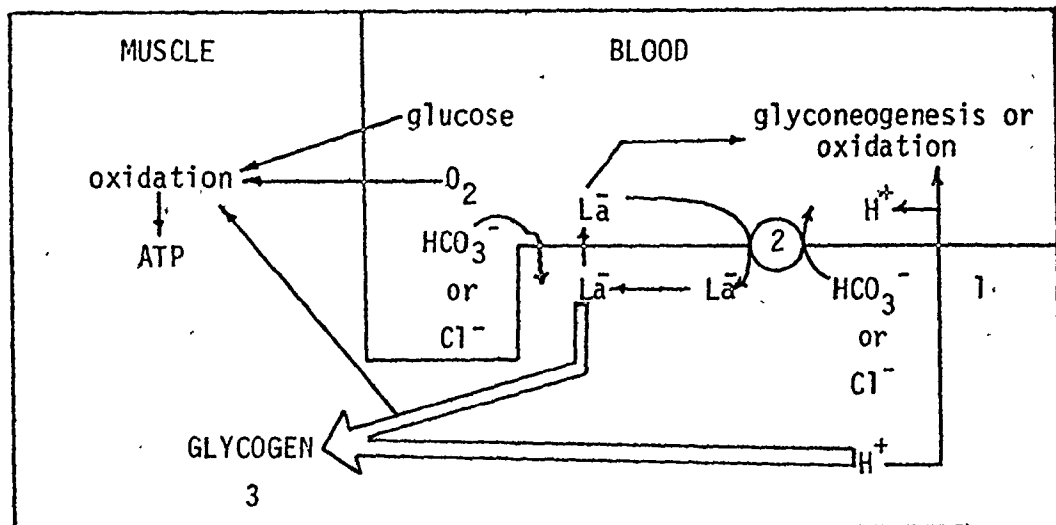 MUSCLE
BLOOD
glucose
glyconeogenesis or
oxidation
oxidation
O2
La-
H+
HCO3-
2
ATP
or
La-
La-
HCO3-
1
Cl-
or
Cl-
GLYCOGEN
H+
3